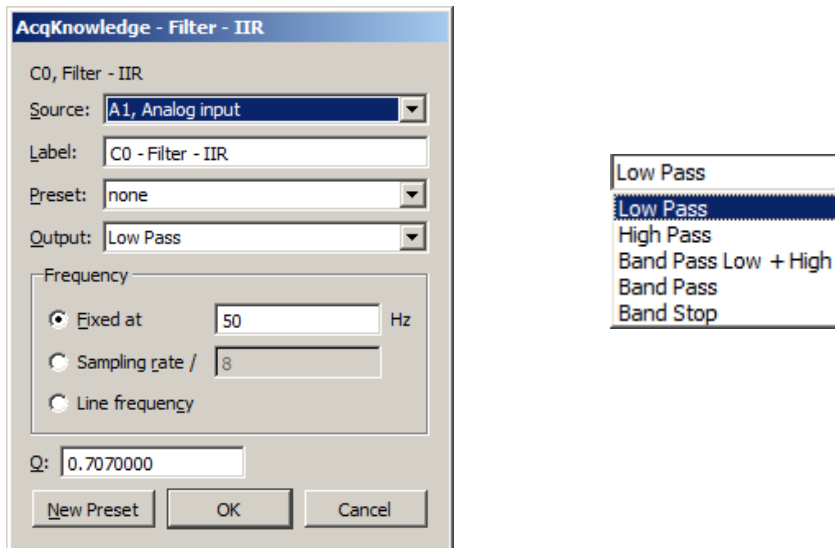 AcqKnowledge - Filter - IIR
C0, Filter - IIR
Source: A1, Analog input
Label: C0 - Filter - IIR
Preset: none
Output: Low Pass
Frequency
Fixed at 50 Hz
Sampling rate / 8
Line frequency
Q: 0.7070000
New Preset OK Cancel
Low Pass
Low Pass
High Pass
Band Pass Low + High
Band Pass
Band Stop